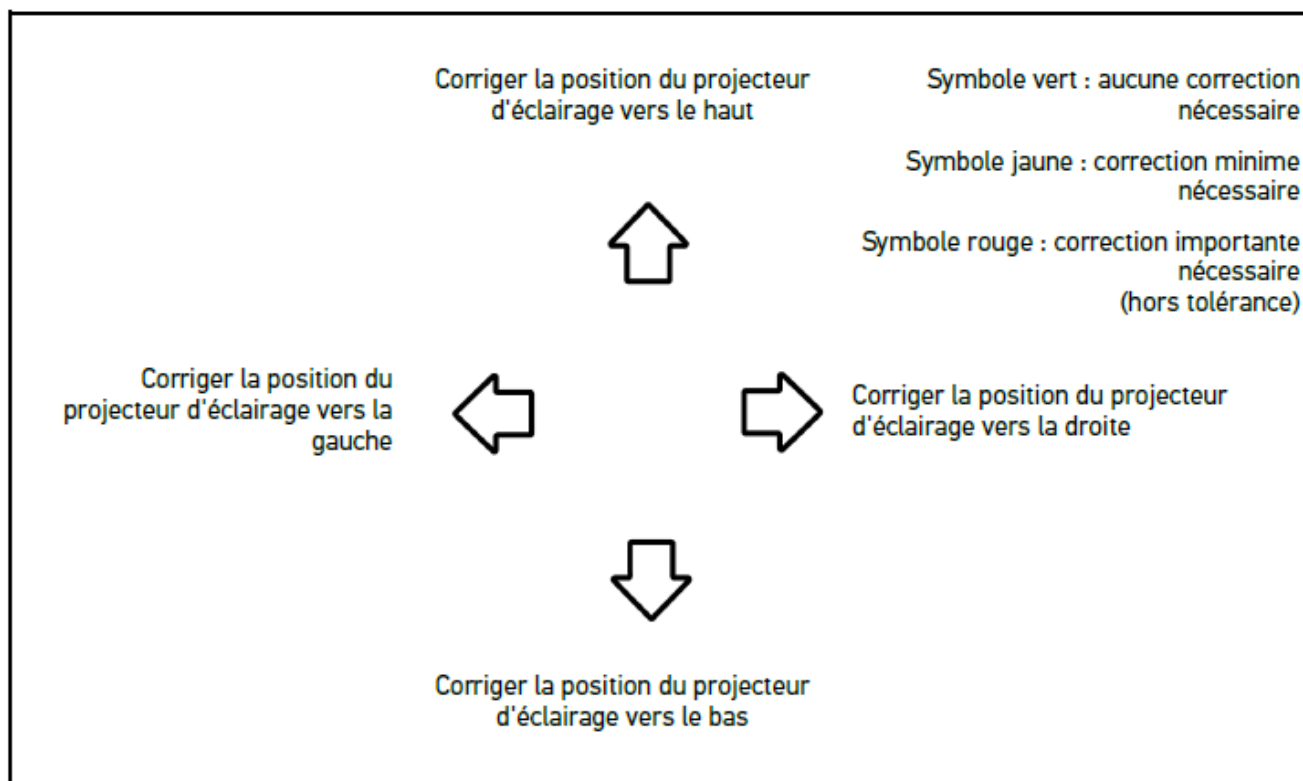 Corriger la position du projecteur
d'éclairage vers le haut
Symbole vert : aucune correction
nécessaire
Symbole jaune : correction minime
nécessaire
Symbole rouge : correction importante
nécessaire
(hors tolérance)
Corriger la position du
projecteur d'éclairage vers la
gauche
Corriger la position du projecteur
d'éclairage vers la droite
Corriger la position du projecteur
d'éclairage vers le bas